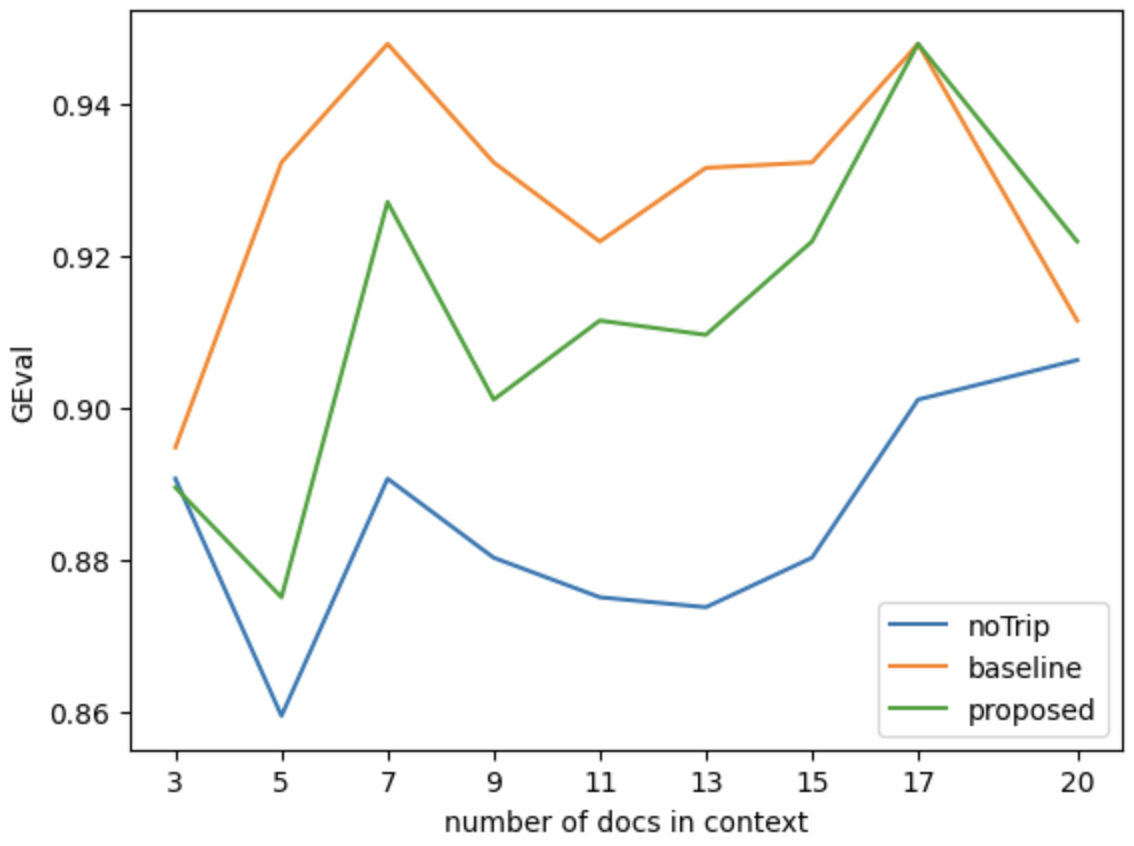 GEval
0.94
0.92
0.90
0.88
0.86
3 5 7 9 11 13 15 17 20
number of docs in context
noTrip
baseline
proposed